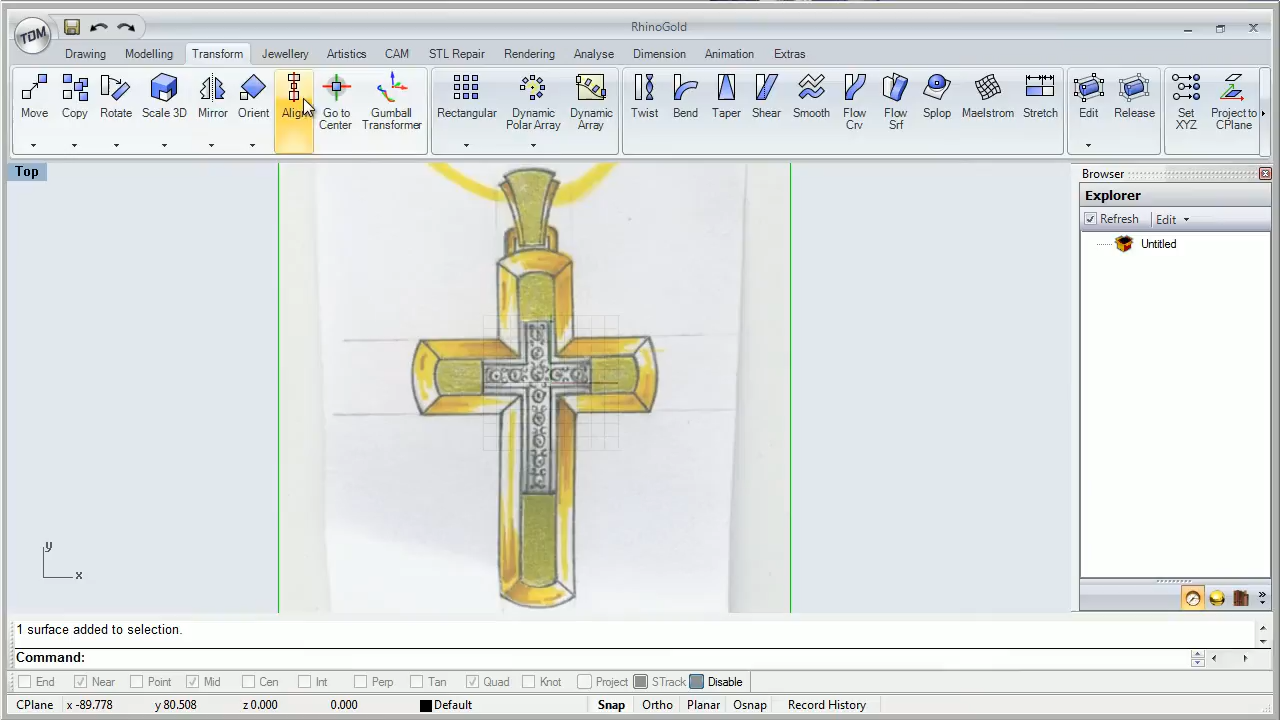 TDM
RhinoGold
Drawing Modelling Transform Jewellery Artistics CAM STL Repair Rendering Analyse Dimension Animation Extras
Move Copy Rotate Scale 3D Mirror Orient Align Go to Center Gumball Transformer Rectangular Dynamic Polar Array Dynamic Array Twist Bend Taper Shear Smooth Flow Crv Flow Srf Splop Maelstrom Stretch Edit Release Set XYZ Project to CPlane
Top
Browser
Explorer
Refresh Edit
Untitled
y
x
1 surface added to selection.
Command:
End Near Point Mid Cen Int Perp Tan Quad Knot Project STrack Disable
CPlane x -89.778 y 80.508 z 0.000 0.000 Default Snap Ortho Planar Osnap Record History